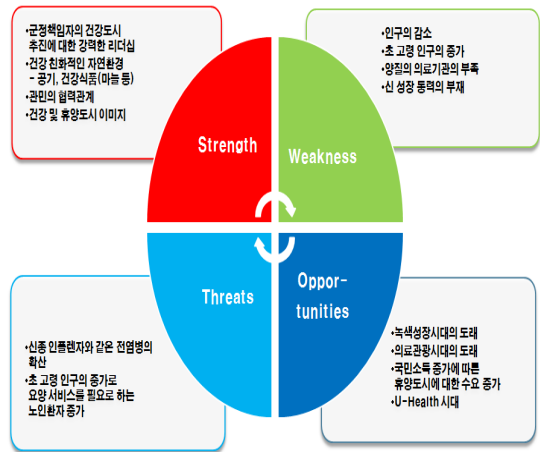 •군정책임자의 건강도시
추진에 대한 강력한 리더십
•건강 친화적인 자연환경
- 공기, 건강식품(마늘 등)
•관민의 협력관계
•건강 및 휴양도시 이미지
•인구의 감소
•초 고령 인구의 증가
•양질의 의료기관의 부족
•신 성장 동력의 부재
Strength
Weakness
Threats
Oppor-
tunities
•신종 인플렌자와 같은 전염병의
확산
•초 고령 인구의 증가로
요양 서비스를 필요로 하는
노인환자 증가
•녹색성장시대의 도래
•의료관광시대의 도래
•국민소득 증가에 따른
휴양도시에 대한 수요 증가
•U-Health 시대